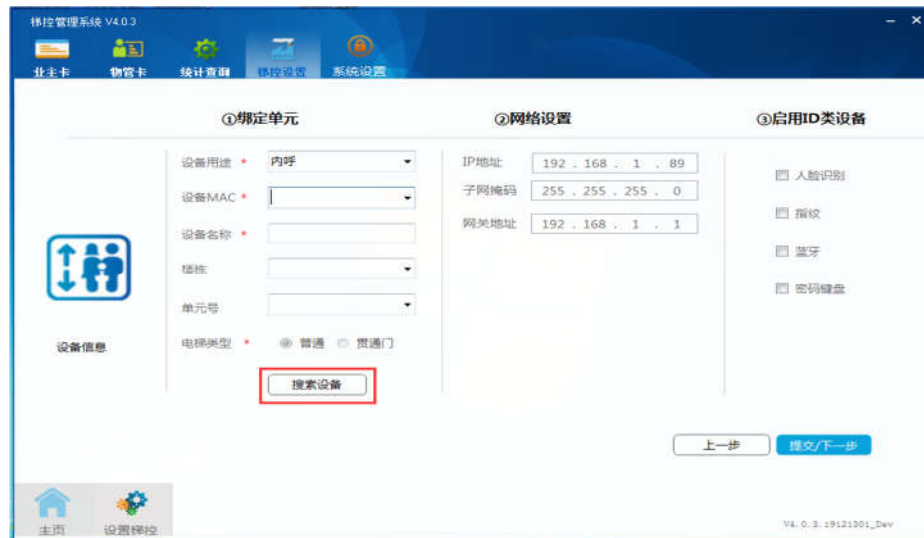 梯控管理系统 V4.0.3
业主卡 物管卡 统计查询 梯控设置 系统设置
①绑定单元 ②网络设置 ③启用ID类设备
设备用途 * 内呼
设备MAC *
设备名称 *
楼栋
单元号
电梯类型 * 普通 贯通门
搜索设备
IP地址 192 . 168 . 1 . 89
子网掩码 255 . 255 . 255 . 0
网关地址 192 . 168 . 1 . 1
人脸识别
指纹
蓝牙
密码键盘
设备信息
上一步 提交/下一步
主页 设置梯控
V4.0.3.19121301_Dev